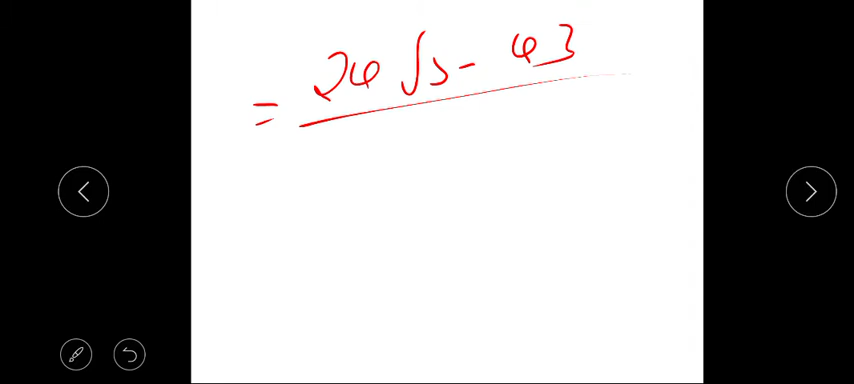 = 24 √5 - 43